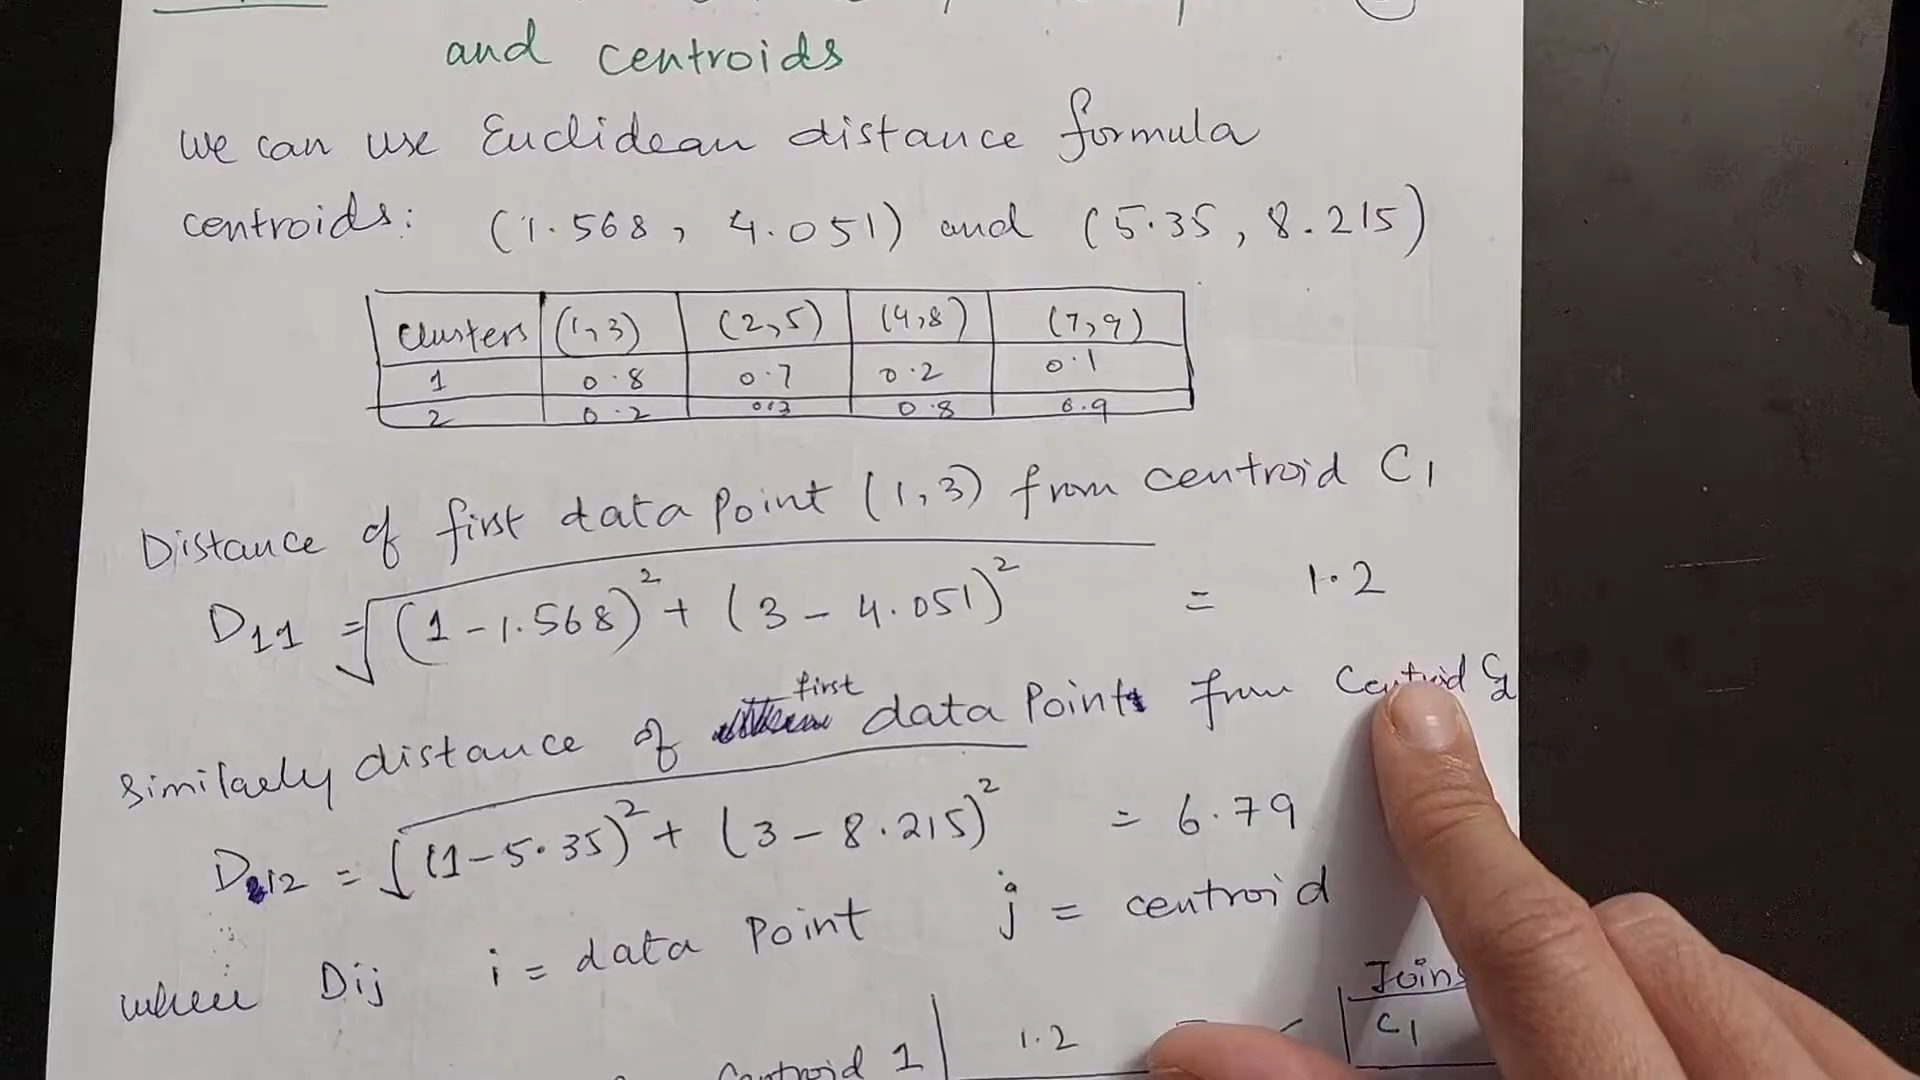 and centroids
we can use Euclidean distance formula
centroids: (1.568, 4.051) and (5.35, 8.215)
clusters (1,3) (2,5) (4,8) (7,9)
1 0.8 0.7 0.2 0.1
2 0.2 0.3 0.8 0.9
Distance of first data point (1,3) from centroid C1
D11 = √(1-1.568)² + (3-4.051)² = 1.2
Similarly distance of first data point from centroid C2
D12 = √(1-5.35)² + (3-8.215)² = 6.79
where Dij i = data point j = centroid
Joins
centroid 1 1.2 C1